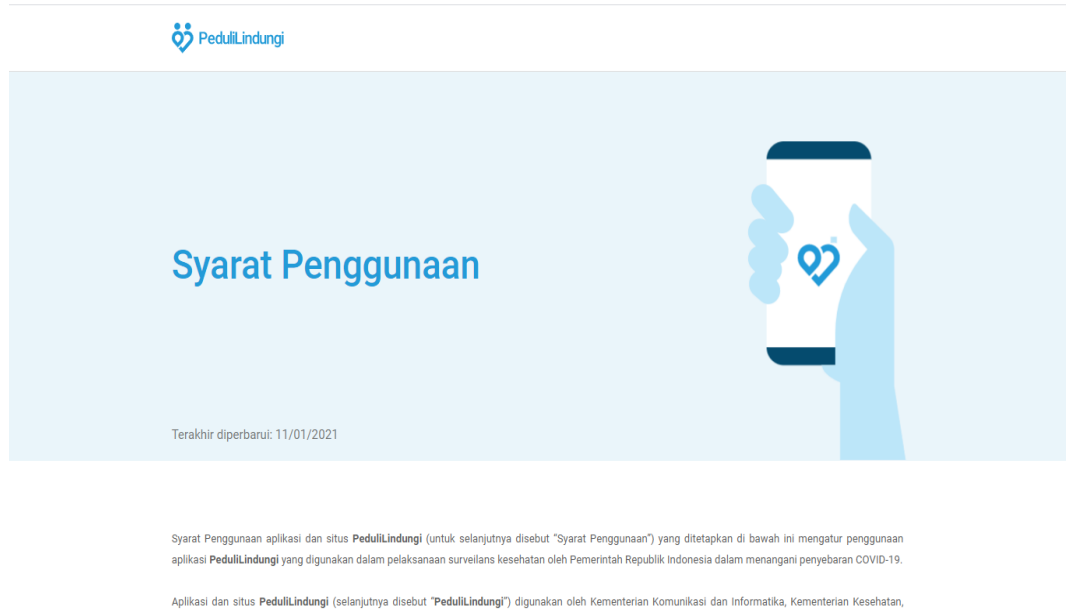 PeduliLindungi
Syarat Penggunaan
Terakhir diperbarui: 11/01/2021
Syarat Penggunaan aplikasi dan situs PeduliLindungi (untuk selanjutnya disebut “Syarat Penggunaan”) yang ditetapkan di bawah ini mengatur penggunaan
aplikasi PeduliLindungi yang digunakan dalam pelaksanaan surveilans kesehatan oleh Pemerintah Republik Indonesia dalam menangani penyebaran COVID-19.
Aplikasi dan situs PeduliLindungi (selanjutnya disebut “PeduliLindungi”) digunakan oleh Kementerian Komunikasi dan Informatika, Kementerian Kesehatan,